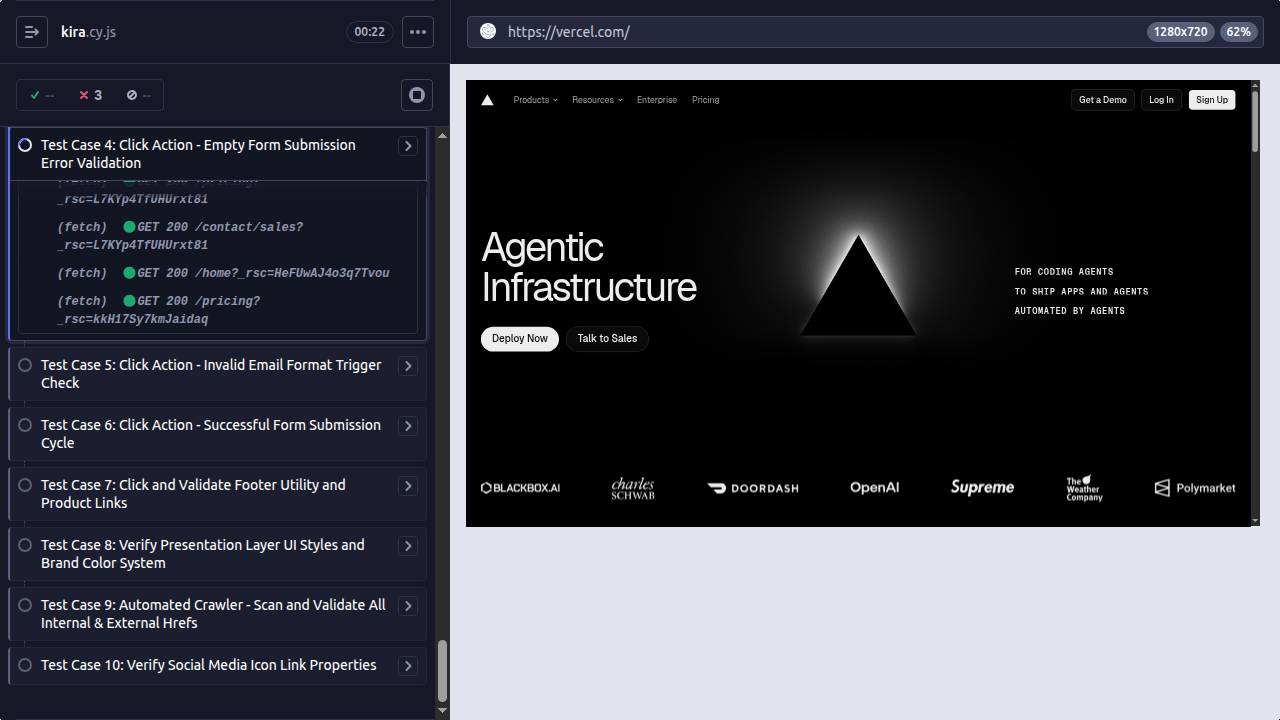 kira.cy.js
00:22
https://vercel.com/
1280x720
62%
--
3
--
Test Case 4: Click Action - Empty Form Submission
Error Validation
_rsc=L7KYp4TfUHUrxt81
(fetch) GET 200 /contact/sales?
_rsc=L7KYp4TfUHUrxt81
(fetch) GET 200 /home?_rsc=HeFUwAJ4o3q7Tvou
(fetch) GET 200 /pricing?
_rsc=kkH17Sy7kmJaidaq
Test Case 5: Click Action - Invalid Email Format Trigger
Check
Test Case 6: Click Action - Successful Form Submission
Cycle
Test Case 7: Click and Validate Footer Utility and
Product Links
Test Case 8: Verify Presentation Layer UI Styles and
Brand Color System
Test Case 9: Automated Crawler - Scan and Validate All
Internal & External Hrefs
Test Case 10: Verify Social Media Icon Link Properties
Products
Resources
Enterprise
Pricing
Get a Demo
Log In
Sign Up
Agentic
Infrastructure
Deploy Now
Talk to Sales
FOR CODING AGENTS
TO SHIP APPS AND AGENTS
AUTOMATED BY AGENTS
BLACKBOX.AI
charles
SCHWAB
DOORDASH
OpenAI
Supreme
The
Weather
Company
Polymarket